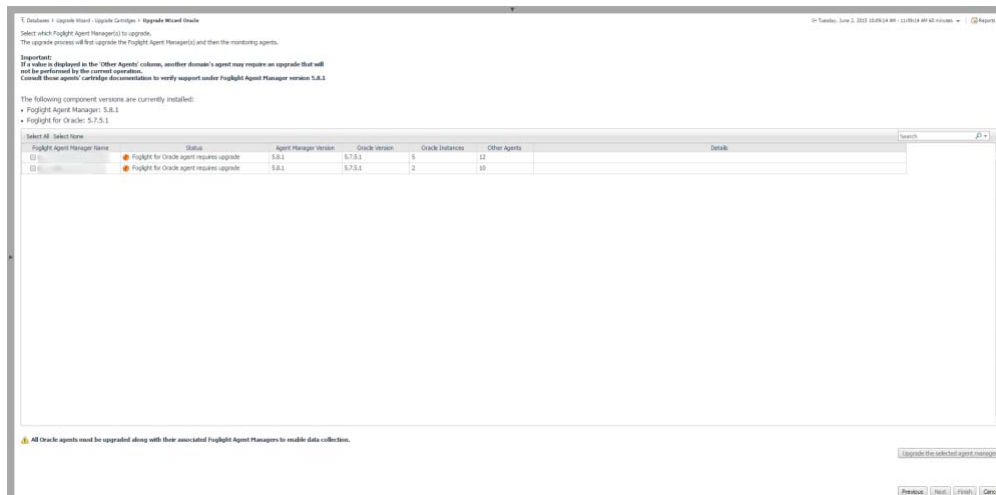 Databases › Upgrade Wizard - Upgrade Cartridges › Upgrade Wizard Oracle
Tuesday, June 2, 2015 10:09:14 AM - 11:09:14 AM 60 minutes
Reports
Select which Foglight Agent Manager(s) to upgrade.
The upgrade process will first upgrade the Foglight Agent Manager(s) and then the monitoring agents.
Important:
If a value is displayed in the 'Other Agents' column, another domain's agent may require an upgrade that will
not be performed by the current operation.
Consult those agents' cartridge documentation to verify support under Foglight Agent Manager version 5.8.1
The following component versions are currently installed:
• Foglight Agent Manager: 5.8.1
• Foglight for Oracle: 5.7.5.1
Select All Select None
Search
Foglight Agent Manager Name Status Agent Manager Version Oracle Version Oracle Instances Other Agents Details
Foglight for Oracle agent requires upgrade 5.8.1 5.7.5.1 5 12
Foglight for Oracle agent requires upgrade 5.8.1 5.7.5.1 2 10
All Oracle agents must be upgraded along with their associated Foglight Agent Managers to enable data collection.
Upgrade the selected agent manage
Previous Next Finish Canc